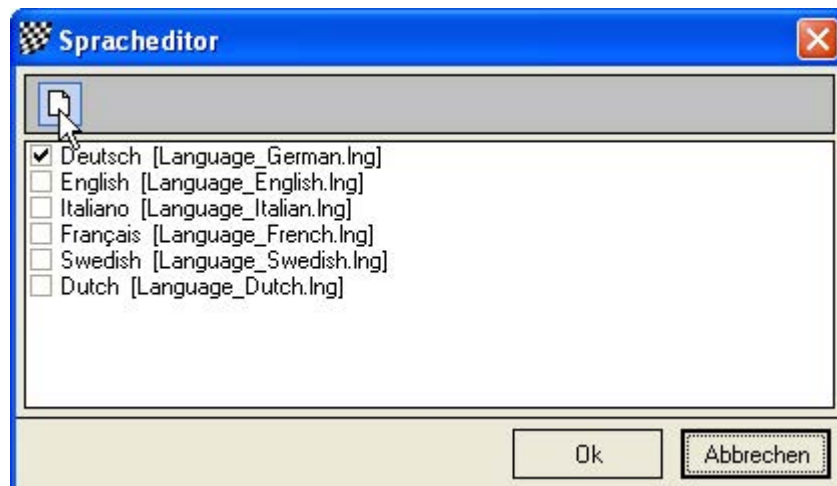 Spracheditor
Deutsch [Language_German.lng]
English [Language_English.lng]
Italiano [Language_Italian.lng]
Français [Language_French.lng]
Swedish [Language_Swedish.lng]
Dutch [Language_Dutch.lng]
Ok Abbrechen